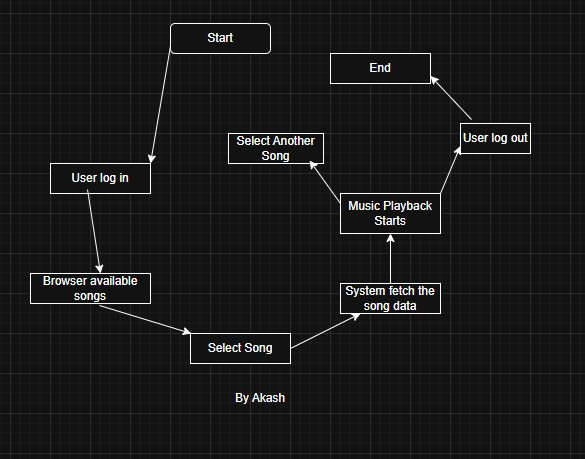 Start
User log in
Browser available
songs
Select Song
System fetch the
song data
Music Playback
Starts
Select Another
Song
User log out
End
By Akash